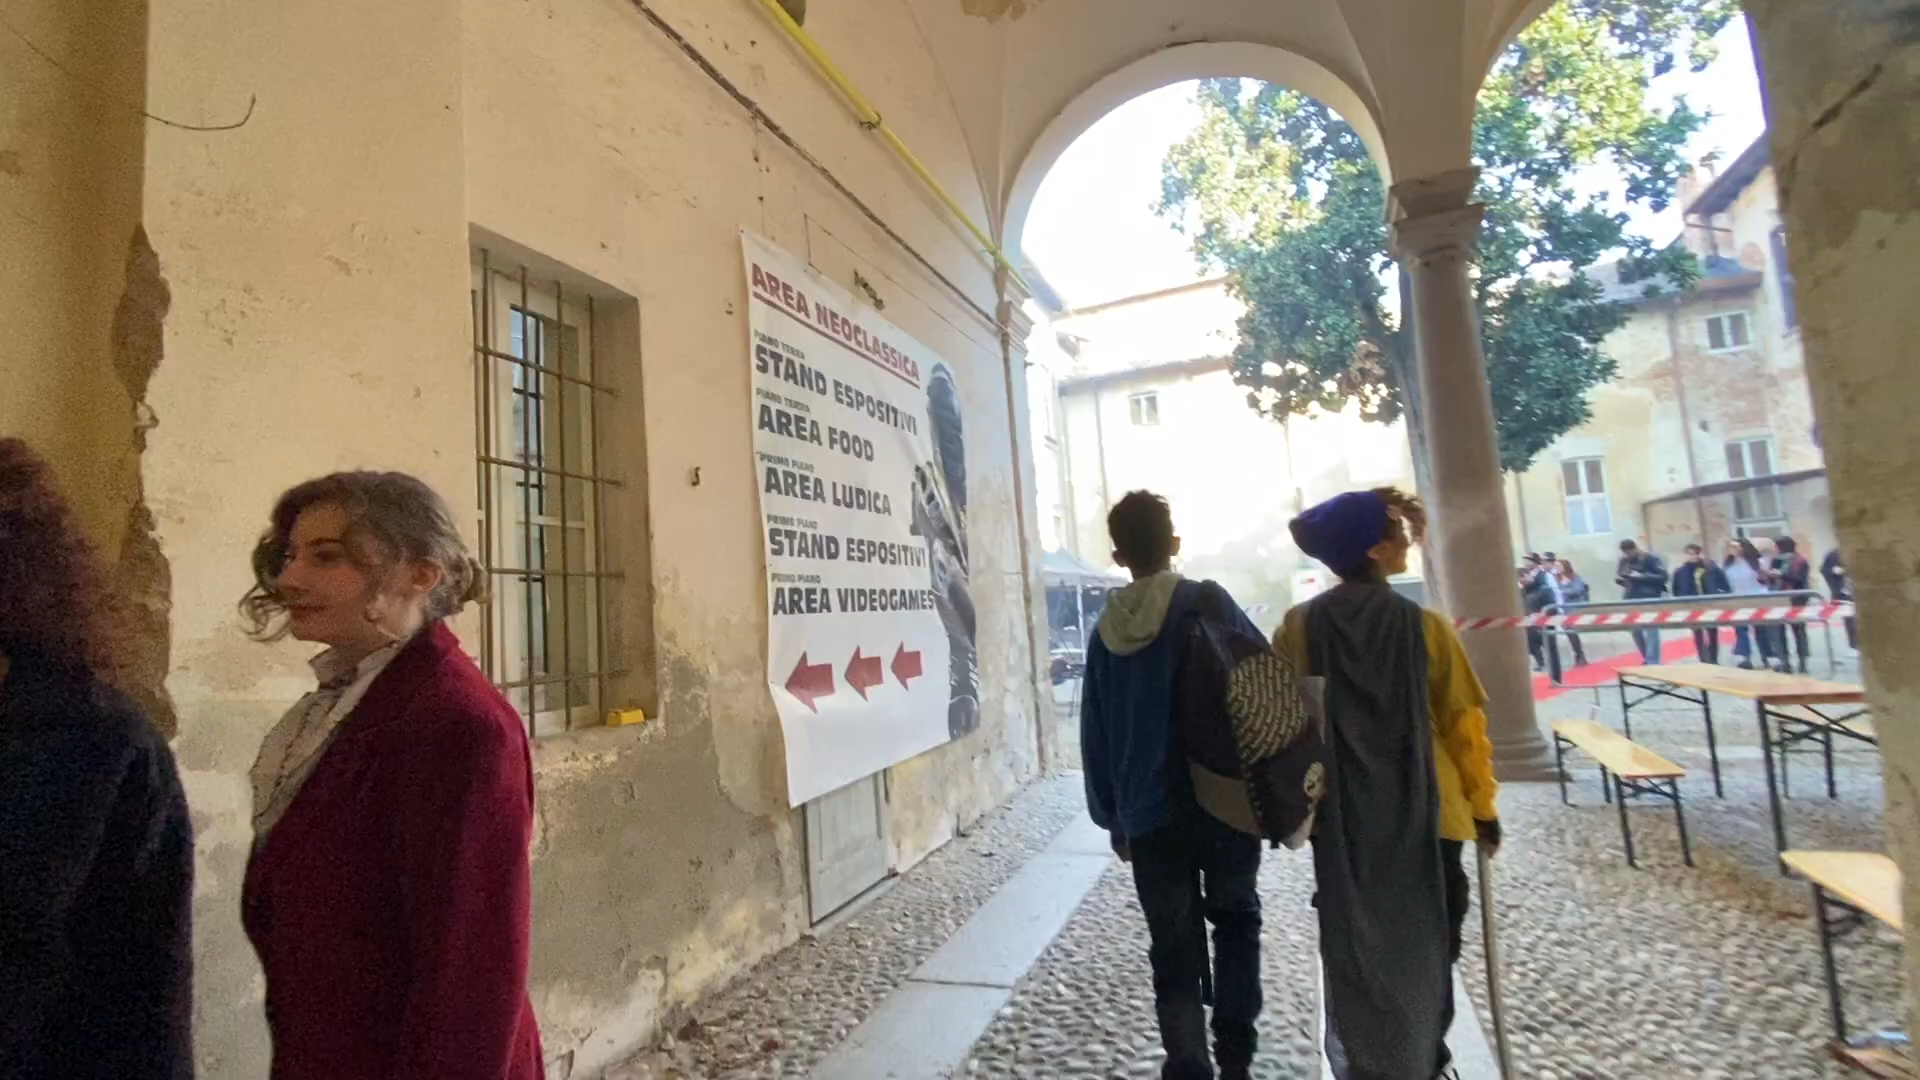 AREA NEOCLASSICA
PIANO TERRA
STAND ESPOSITIVI
PIANO TERRA
AREA FOOD
PRIMO PIANO
AREA LUDICA
PRIMO PIANO
STAND ESPOSITIVI
PRIMO PIANO
AREA VIDEOGAMES